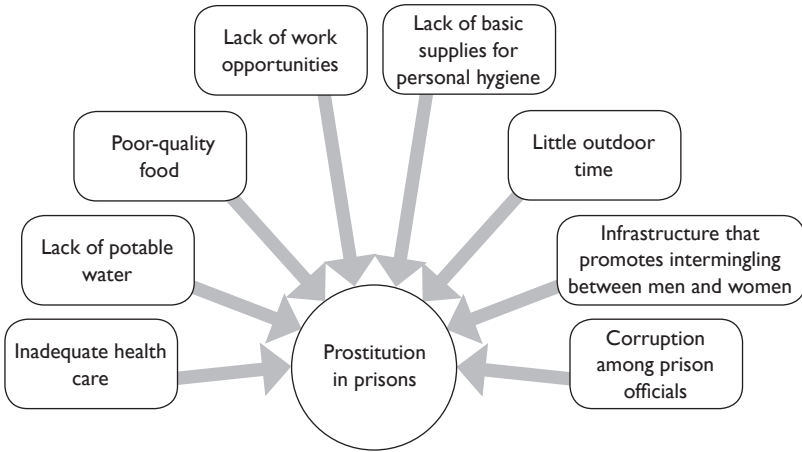 Lack of work
opportunities
Lack of basic
supplies for
personal hygiene
Poor-quality
food
Little outdoor
time
Lack of potable
water
Infrastructure that
promotes intermingling
between men and women
Inadequate health
care
Prostitution
in prisons
Corruption
among prison
officials